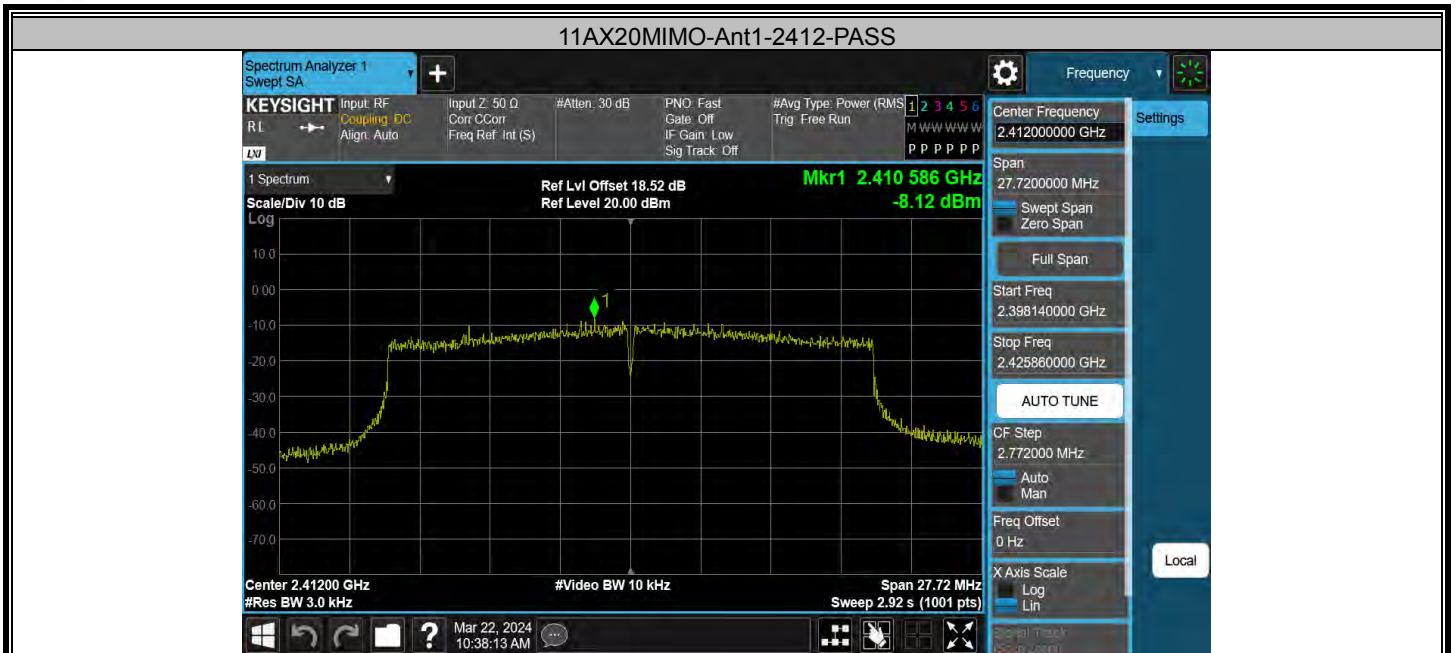 11AX20MIMO-Ant1-2412-PASS
Spectrum Analyzer 1
Swept SA
+
Frequency
KEYSIGHT
RL
LXI
Input: RF
Coupling: DC
Align: Auto
Input Z: 50 Ω
Corr CCorr
Freq Ref: Int (S)
#Atten: 30 dB
PNO: Fast
Gate: Off
IF Gain: Low
Sig Track: Off
#Avg Type: Power (RMS
Trig: Free Run
1 2 3 4 5 6
M W W W W W
P P P P P P
1 Spectrum
Scale/Div 10 dB
Log
Ref Lvl Offset 18.52 dB
Ref Level 20.00 dBm
Mkr1 2.410 586 GHz
-8.12 dBm
10.0
0.00
-10.0
-20.0
-30.0
-40.0
-50.0
-60.0
-70.0
1
Center 2.41200 GHz
#Res BW 3.0 kHz
#Video BW 10 kHz
Span 27.72 MHz
Sweep 2.92 s (1001 pts)
?
Mar 22, 2024
10:38:13 AM
Center Frequency
2.412000000 GHz
Settings
Span
27.7200000 MHz
Swept Span
Zero Span
Full Span
Start Freq
2.398140000 GHz
Stop Freq
2.425860000 GHz
AUTO TUNE
CF Step
2.772000 MHz
Auto
Man
Freq Offset
0 Hz
X Axis Scale
Log
Lin
Local